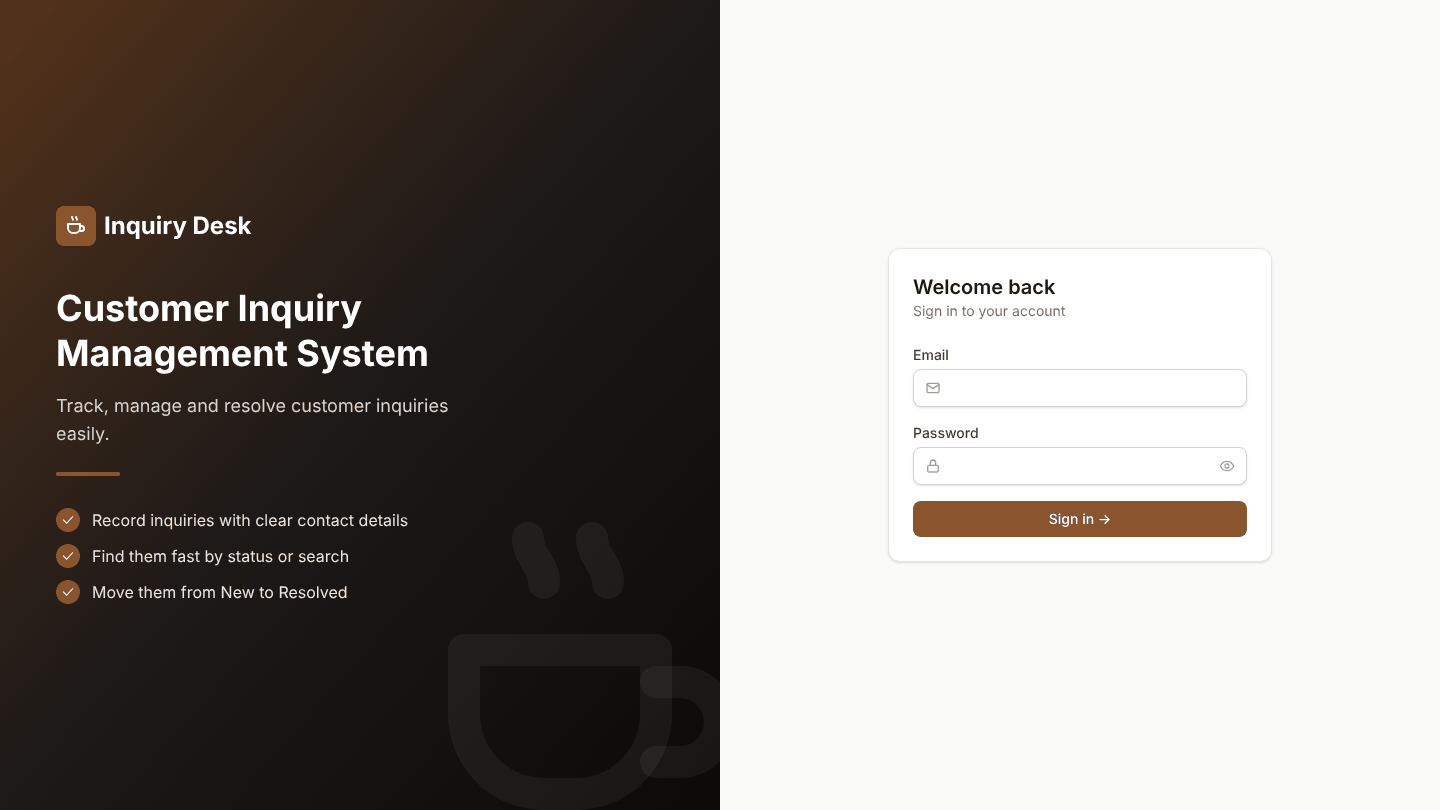 Inquiry Desk
Customer Inquiry
Management System
Track, manage and resolve customer inquiries
easily.
Record inquiries with clear contact details
Find them fast by status or search
Move them from New to Resolved
Welcome back
Sign in to your account
Email
Password
Sign in →